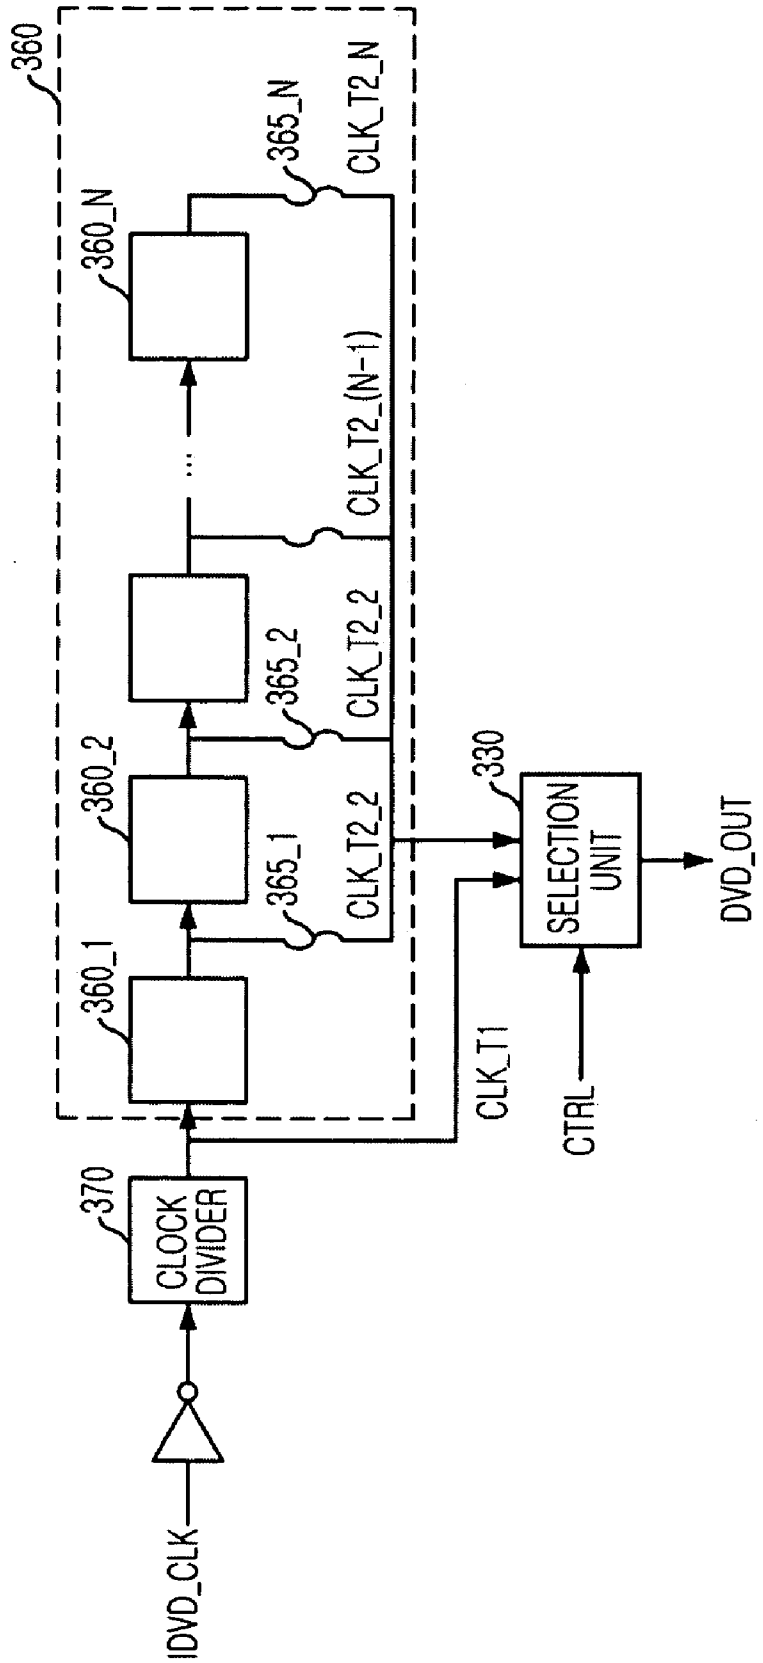 360
360_1
360_2
360_N
370
CLOCK
DIVIDER
IDVD_CLK
365_1
365_2
365_N
CLK_T2_2
CLK_T2_2
CLK_T2_(N-1)
CLK_T2_N
CLK_T1
CTRL
330
SELECTION
UNIT
DVD_OUT
...